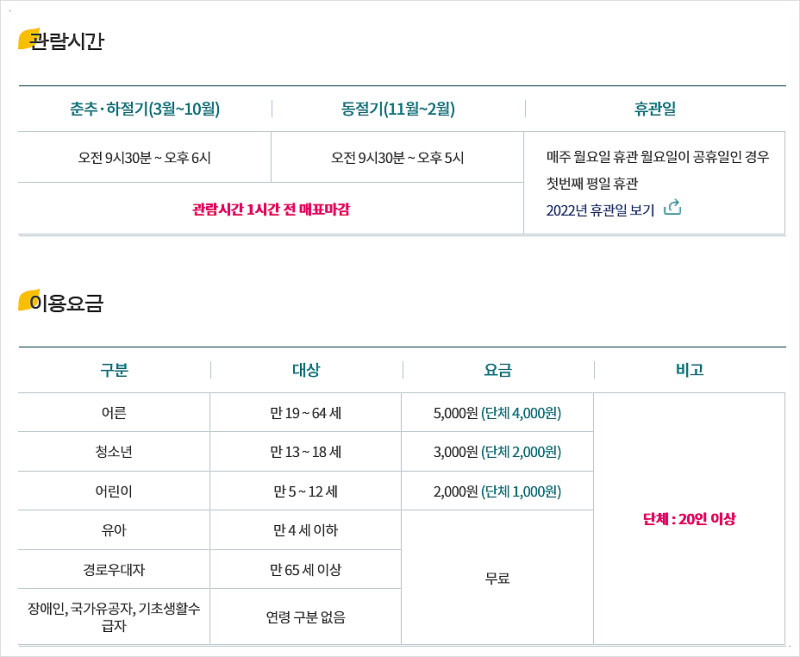 관람시간
춘추·하절기(3월~10월) 동절기(11월~2월) 휴관일
오전 9시30분 ~ 오후 6시 오전 9시30분 ~ 오후 5시
관람시간 1시간 전 매표마감
매주 월요일 휴관 월요일이 공휴일인 경우
첫번째 평일 휴관
2022년 휴관일 보기
이용요금
구분 대상 요금 비고
어른 만 19 ~ 64 세 5,000원 (단체 4,000원)
청소년 만 13 ~ 18 세 3,000원 (단체 2,000원)
어린이 만 5 ~ 12 세 2,000원 (단체 1,000원)
유아 만 4 세 이하
경로우대자 만 65 세 이상
장애인, 국가유공자, 기초생활수
급자
연령 구분 없음
무료
단체 : 20인 이상